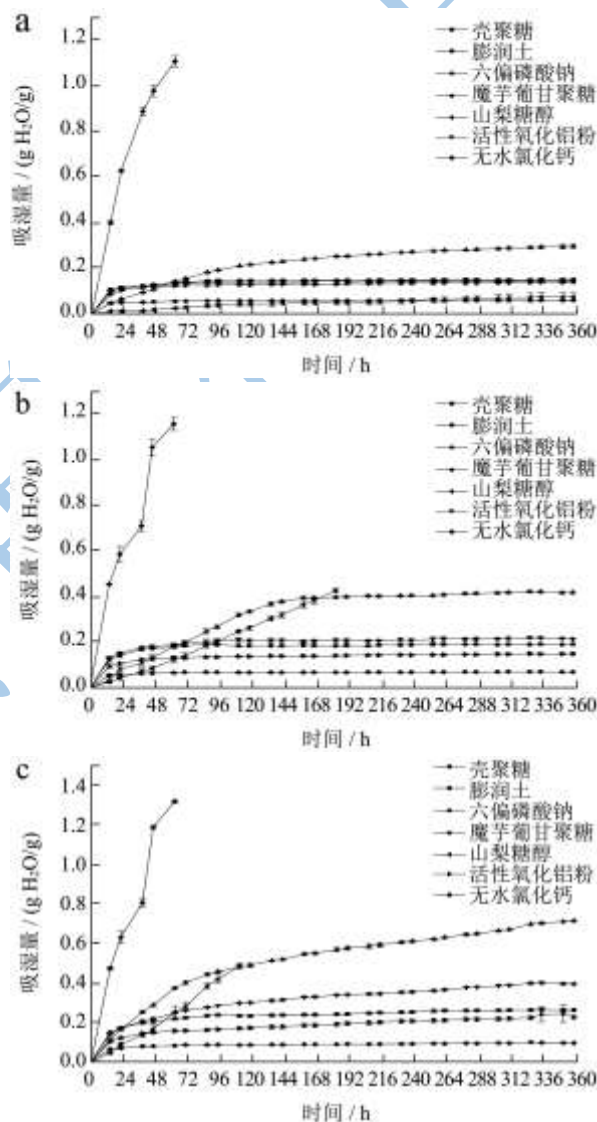 a
吸湿量 / (g H₂O/g)
1.2
1.0
0.8
0.6
0.4
0.2
0.0
壳聚糖
膨润土
六偏磷酸钠
魔芋葡甘聚糖
山梨糖醇
活性氧化铝粉
无水氯化钙
0 24 48 72 96 120 144 168 192 216 240 264 288 312 336 360
时间 / h
b
吸湿量 / (g H₂O/g)
1.2
1.0
0.8
0.6
0.4
0.2
0.0
壳聚糖
膨润土
六偏磷酸钠
魔芋葡甘聚糖
山梨糖醇
活性氧化铝粉
无水氯化钙
0 24 48 72 96 120 144 168 192 216 240 264 288 312 336 360
时间 / h
c
吸湿量 / (g H₂O/g)
1.4
1.2
1.0
0.8
0.6
0.4
0.2
0.0
壳聚糖
膨润土
六偏磷酸钠
魔芋葡甘聚糖
山梨糖醇
活性氧化铝粉
无水氯化钙
0 24 48 72 96 120 144 168 192 216 240 264 288 312 336 360
时间 / h